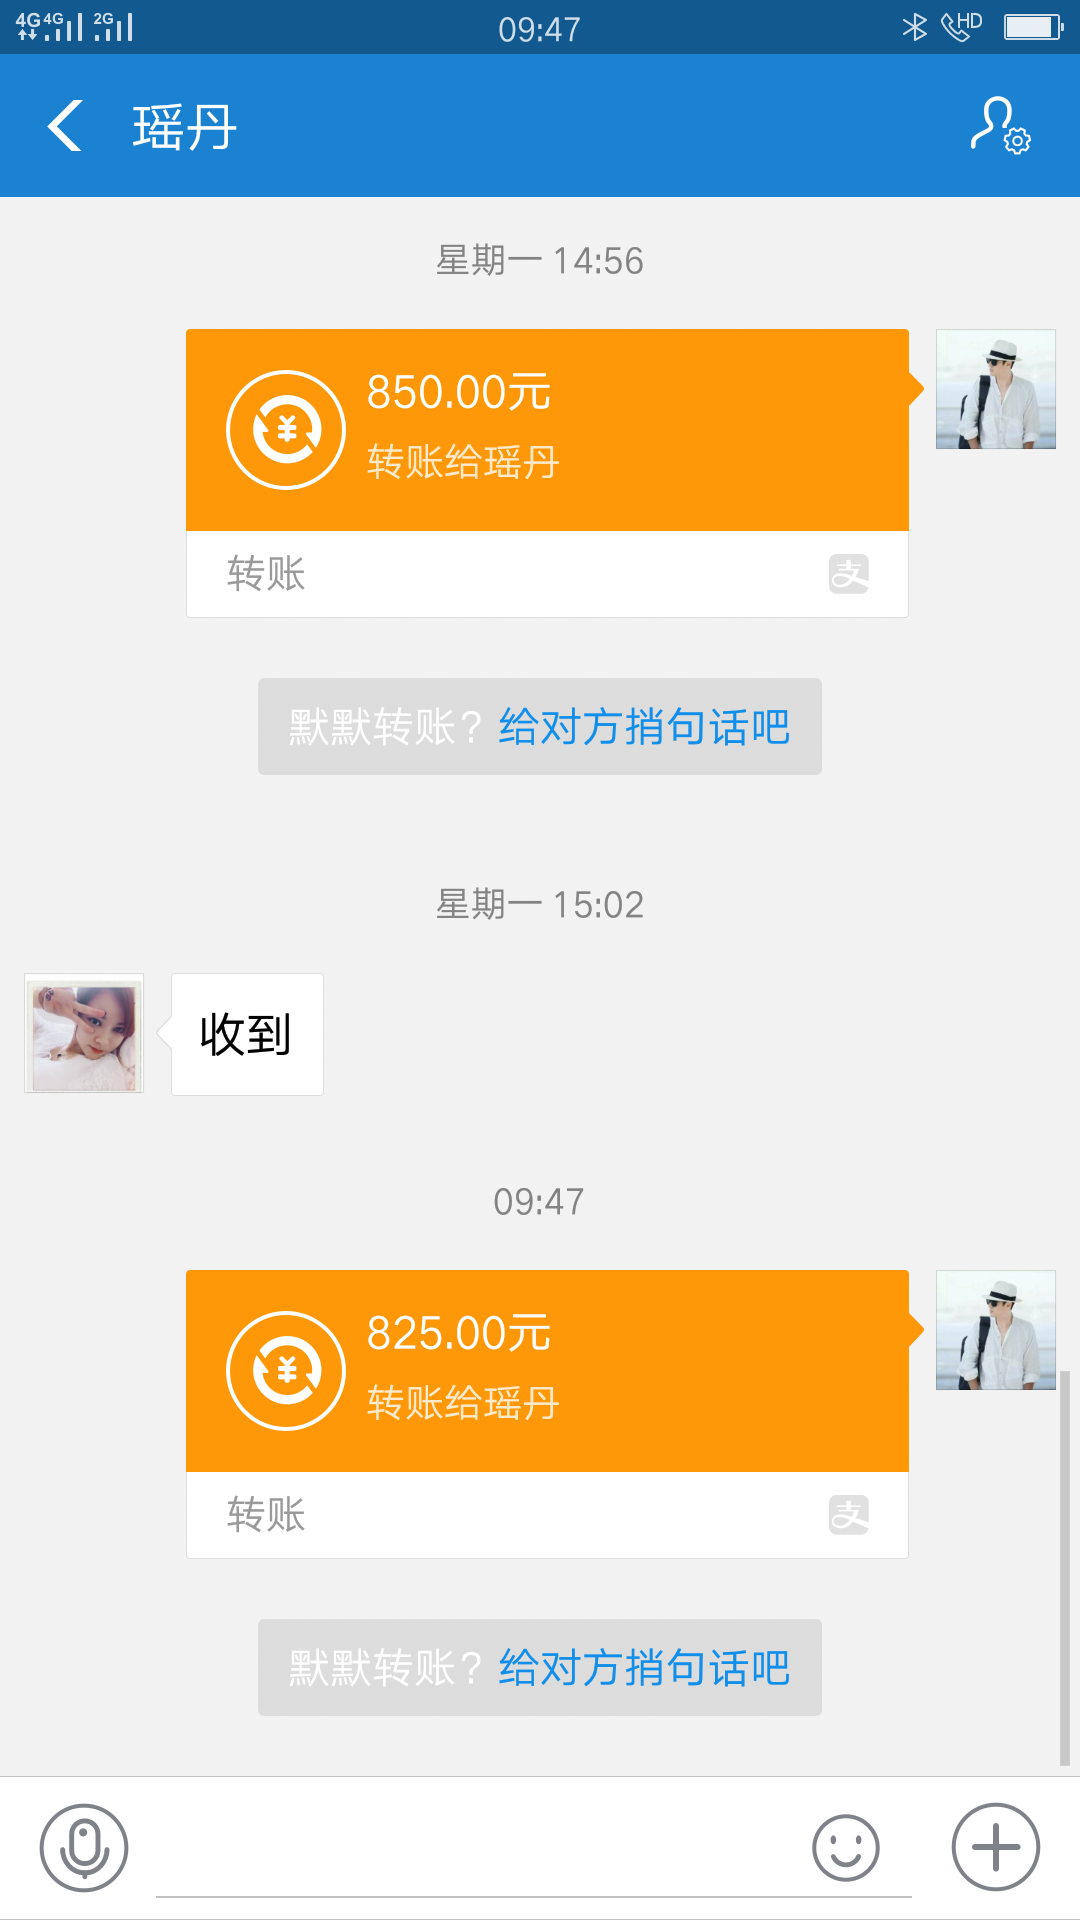 4G 4G 2G 09:47 HD
瑶丹
星期一 14:56
850.00元
转账给瑶丹
转账
支
默默转账？给对方捎句话吧
星期一 15:02
收到
09:47
825.00元
转账给瑶丹
转账
支
默默转账？给对方捎句话吧